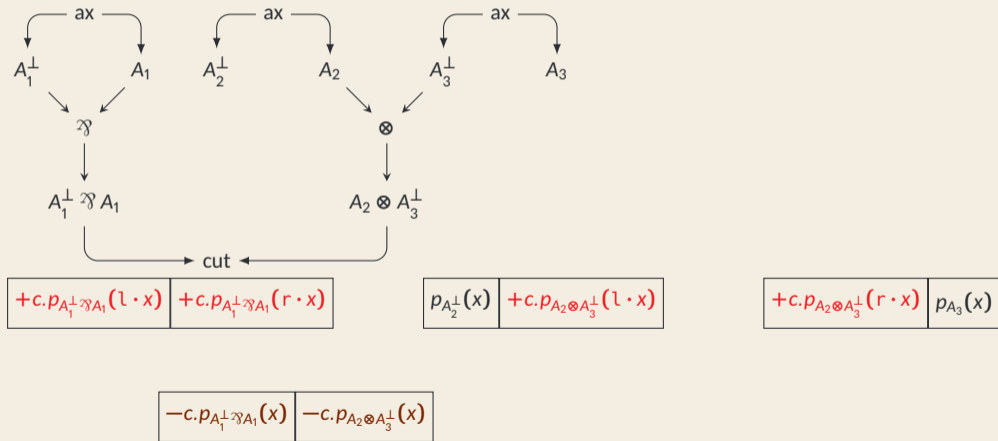 ax ax ax
A₁^⊥ A₁ A₂^⊥ A₂ A₃^⊥ A₃
⅋ ⊗
A₁^⊥ ⅋ A₁ A₂ ⊗ A₃^⊥
cut
+c.p_{A₁^⊥⅋A₁}(l · x) +c.p_{A₁^⊥⅋A₁}(r · x) p_{A₂^⊥}(x) +c.p_{A₂⊗A₃^⊥}(l · x) +c.p_{A₂⊗A₃^⊥}(r · x) p_{A₃}(x)
−c.p_{A₁^⊥⅋A₁}(x) −c.p_{A₂⊗A₃^⊥}(x)